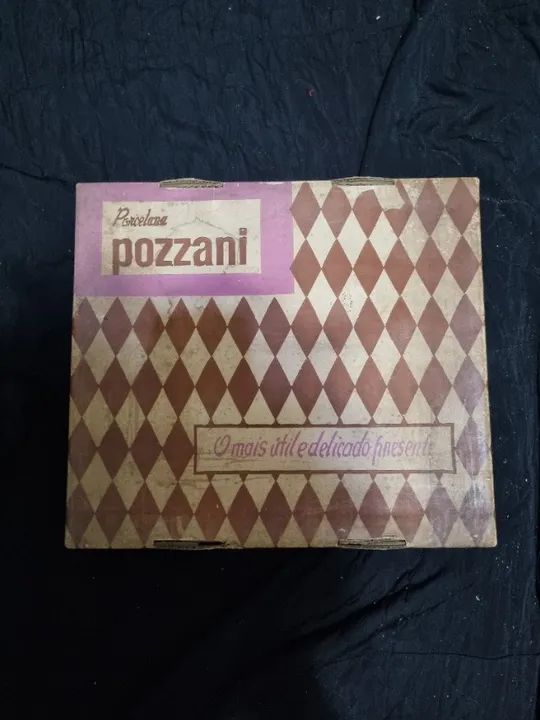 Porcelana
pozzani
O mais útil e delicado presente